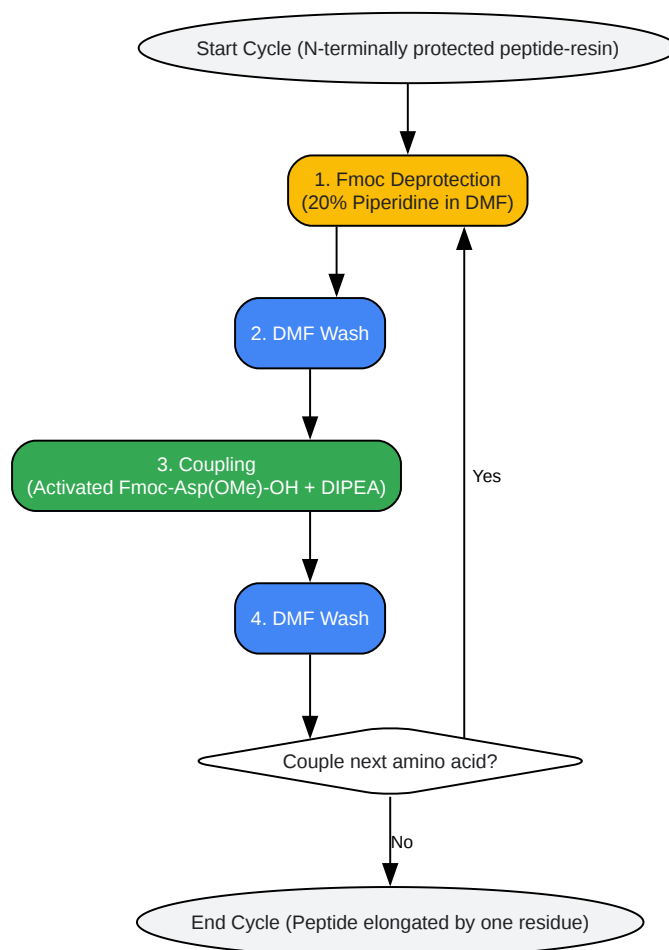 Start Cycle (N-terminally protected peptide-resin)
1. Fmoc Deprotection
(20% Piperidine in DMF)
2. DMF Wash
3. Coupling
(Activated Fmoc-Asp(OMe)-OH + DIPEA)
Yes
4. DMF Wash
Couple next amino acid?
No
End Cycle (Peptide elongated by one residue)